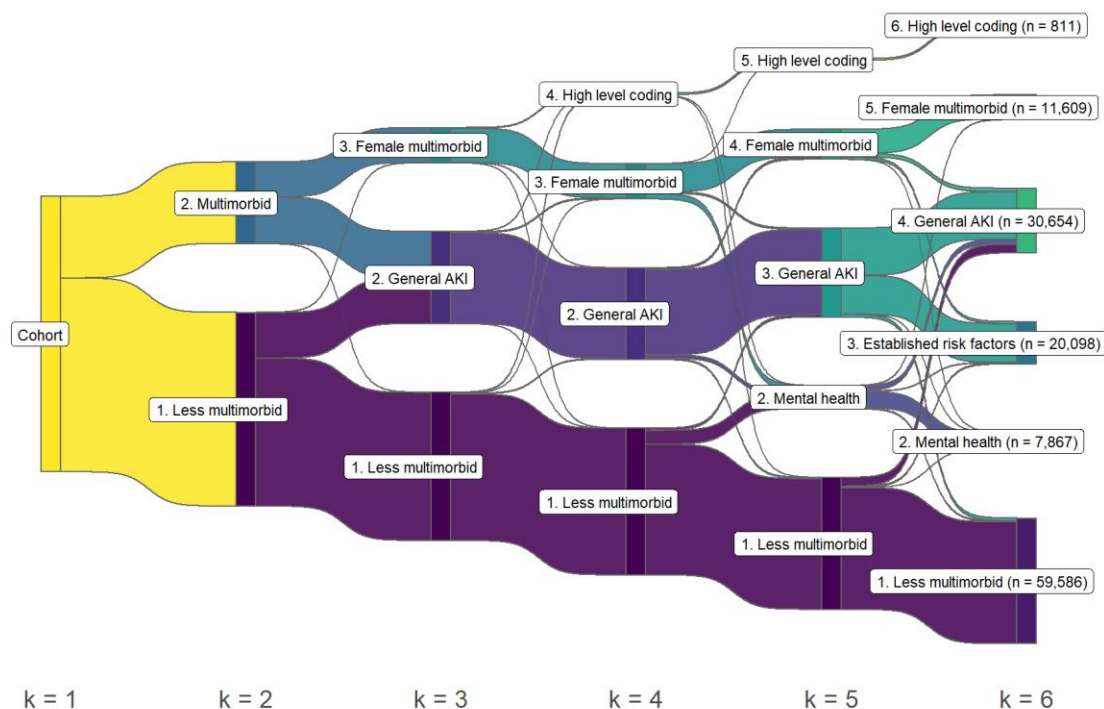 Cohort
2. Multimorbid
1. Less multimorbid
3. Female multimorbid
2. General AKI
1. Less multimorbid
4. High level coding
3. Female multimorbid
2. General AKI
1. Less multimorbid
5. High level coding
4. Female multimorbid
3. General AKI
2. Mental health
1. Less multimorbid
6. High level coding (n = 811)
5. Female multimorbid (n = 11,609)
4. General AKI (n = 30,654)
3. Established risk factors (n = 20,098)
2. Mental health (n = 7,867)
1. Less multimorbid (n = 59,586)
k = 1
k = 2
k = 3
k = 4
k = 5
k = 6